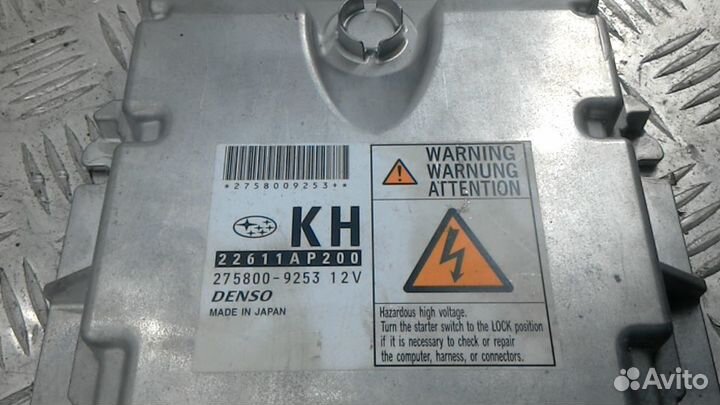 *2758009253+*
KH
22611AP200
275800-9253 12V
DENSO
MADE IN JAPAN
WARNING
WARNUNG
ATTENTION
Hazardous high voltage.
Turn the starter switch to the LOCK position
if it is necessary to check or repair
the computer, harness, or connectors.
Avito